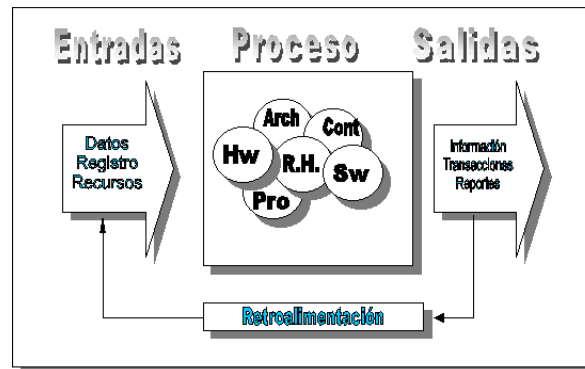 Entradas
Proceso
Salidas
Datos
Registro
Recursos
Arch
Cont
Hw
R.H.
Sw
Pro
Información
Transacciones
Reportes
Retroalimentación